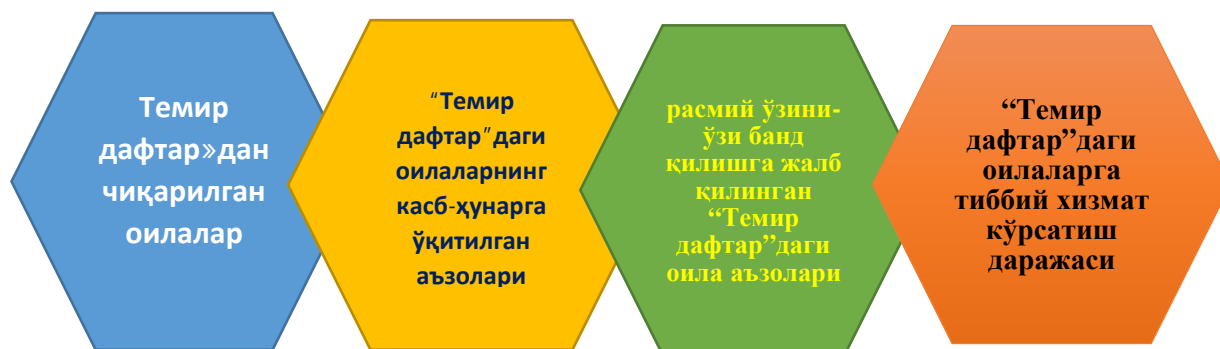 Темир
дафтар»дан
чиқарилган
оилалар
“Темир
дафтар”даги
оилаларнинг
касб-ҳунарга
ўқитилган
аъзолари
расмий ўзини-
ўзи банд
қилишга жалб
қилинган
“Темир
дафтар”даги
оила аъзолари
“Темир
дафтар”даги
оилаларга
тиббий хизмат
кўрсатиш
даражаси